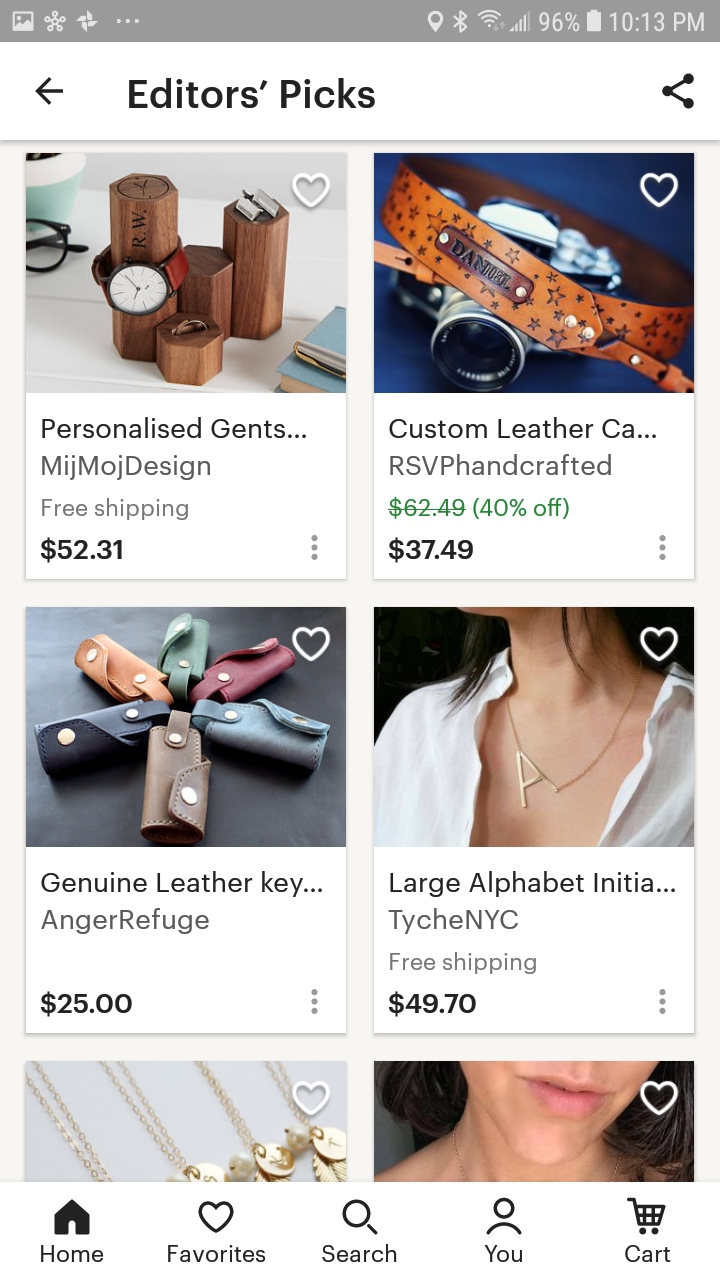 96% 10:13 PM
Editors’ Picks
R.W.
DANIEL
Personalised Gents...
MijMojDesign
Free shipping
$52.31
Custom Leather Ca...
RSVPhandcrafted
$62.49 (40% off)
$37.49
A
Genuine Leather key...
AngerRefuge
$25.00
Large Alphabet Initia...
TycheNYC
Free shipping
$49.70
S
K
T
Home
Favorites
Search
You
Cart